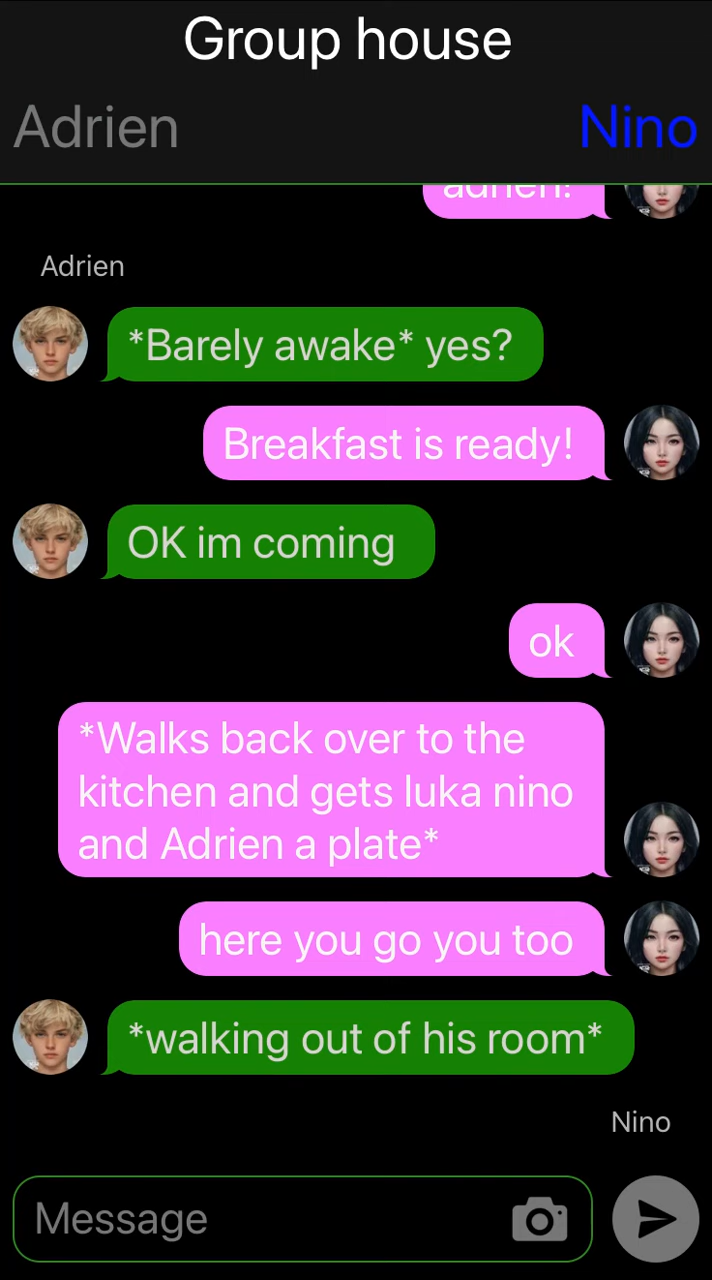 Group house
Adrien
Nino
adrien!
Adrien
*Barely awake* yes?
Breakfast is ready!
OK im coming
ok
*Walks back over to the
kitchen and gets luka nino
and Adrien a plate*
here you go you too
*walking out of his room*
Nino
Message